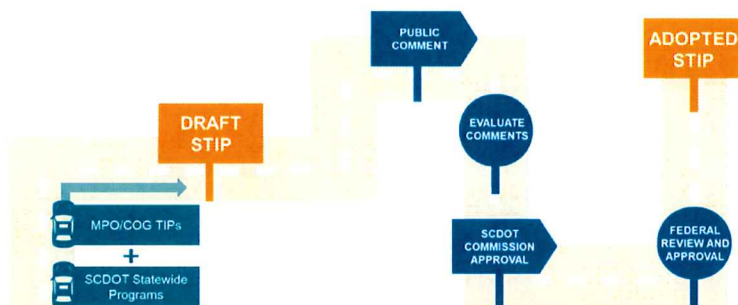 MPO/COG TIPs
+
SCDOT Statewide
Programs
DRAFT
STIP
PUBLIC
COMMENT
EVALUATE
COMMENTS
SCDOT
COMMISSION
APPROVAL
FEDERAL
REVIEW AND
APPROVAL
ADOPTED
STIP